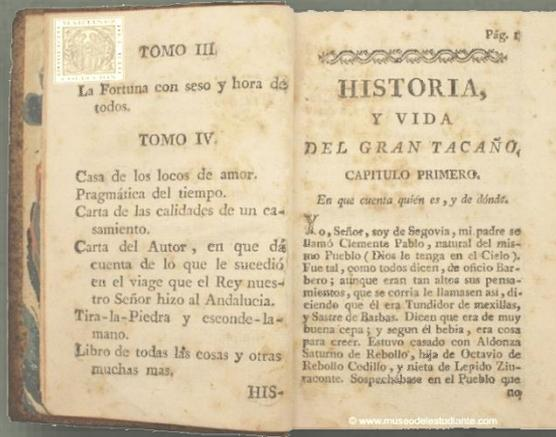 TOMO III.
La Fortuna con seso y hora de
todos.
TOMO IV.
Casa de los locos de amor.
Pragmática del tiempo.
Carta de las calidades de un ca-
samiento.
Carta del Autor, en que dá
cuenta de lo que le sucedió
en el viage que el Rey nues-
tro Señor hizo al Andalucia.
Tira-la-Piedra y esconde-la-
mano.
Libro de todas las cosas y otras
muchas mas.
HIS-
Pág. 1
HISTORIA,
Y VIDA
DEL GRAN TACAÑO,
CAPITULO PRIMERO.
En que cuenta quién es, y de dónde.
Yo, Señor, soy de Segovia, mi padre se
llamó Clemente Pablo, natural del mis-
mo Pueblo (Dios le tenga en el Cielo).
Fue tal, como todos dicen, de oficio Bar-
bero; aunque eran tan altos sus pensa-
mientos, que se corria le llamasen asi, di-
ciendo que él era Tundidor de mexillas,
y Sastre de Barbas. Dicen que era de muy
buena cepa; y segun él bebia, era cosa
para creer. Estuvo casado con Aldonza
Saturno de Rebollo, hija de Octavio de
Rebollo Codillo, y nieta de Lepido Ziu-
raconte. Sospechábase en el Pueblo que
no
© www.museodelestudiante.com